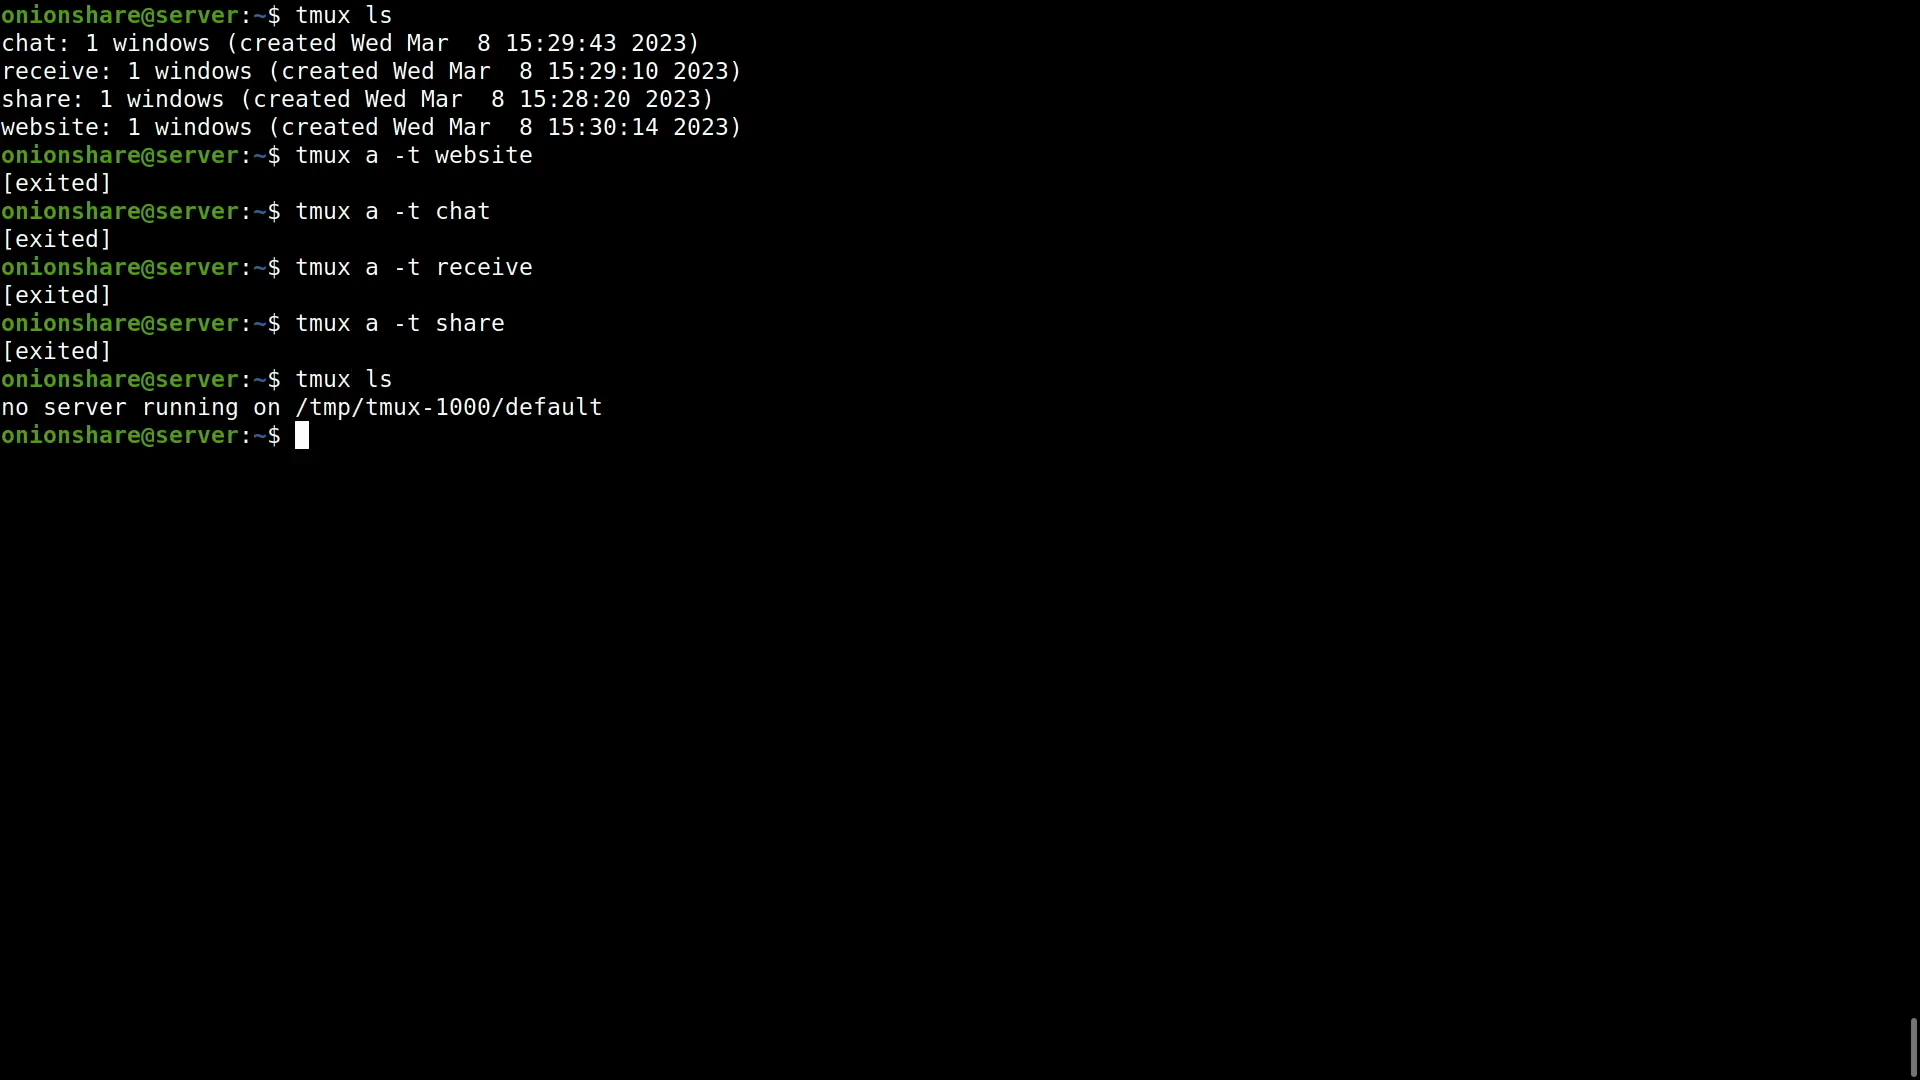 onionshare@server:~$ tmux ls
chat: 1 windows (created Wed Mar  8 15:29:43 2023)
receive: 1 windows (created Wed Mar  8 15:29:10 2023)
share: 1 windows (created Wed Mar  8 15:28:20 2023)
website: 1 windows (created Wed Mar  8 15:30:14 2023)
onionshare@server:~$ tmux a -t website
[exited]
onionshare@server:~$ tmux a -t chat
[exited]
onionshare@server:~$ tmux a -t receive
[exited]
onionshare@server:~$ tmux a -t share
[exited]
onionshare@server:~$ tmux ls
no server running on /tmp/tmux-1000/default
onionshare@server:~$